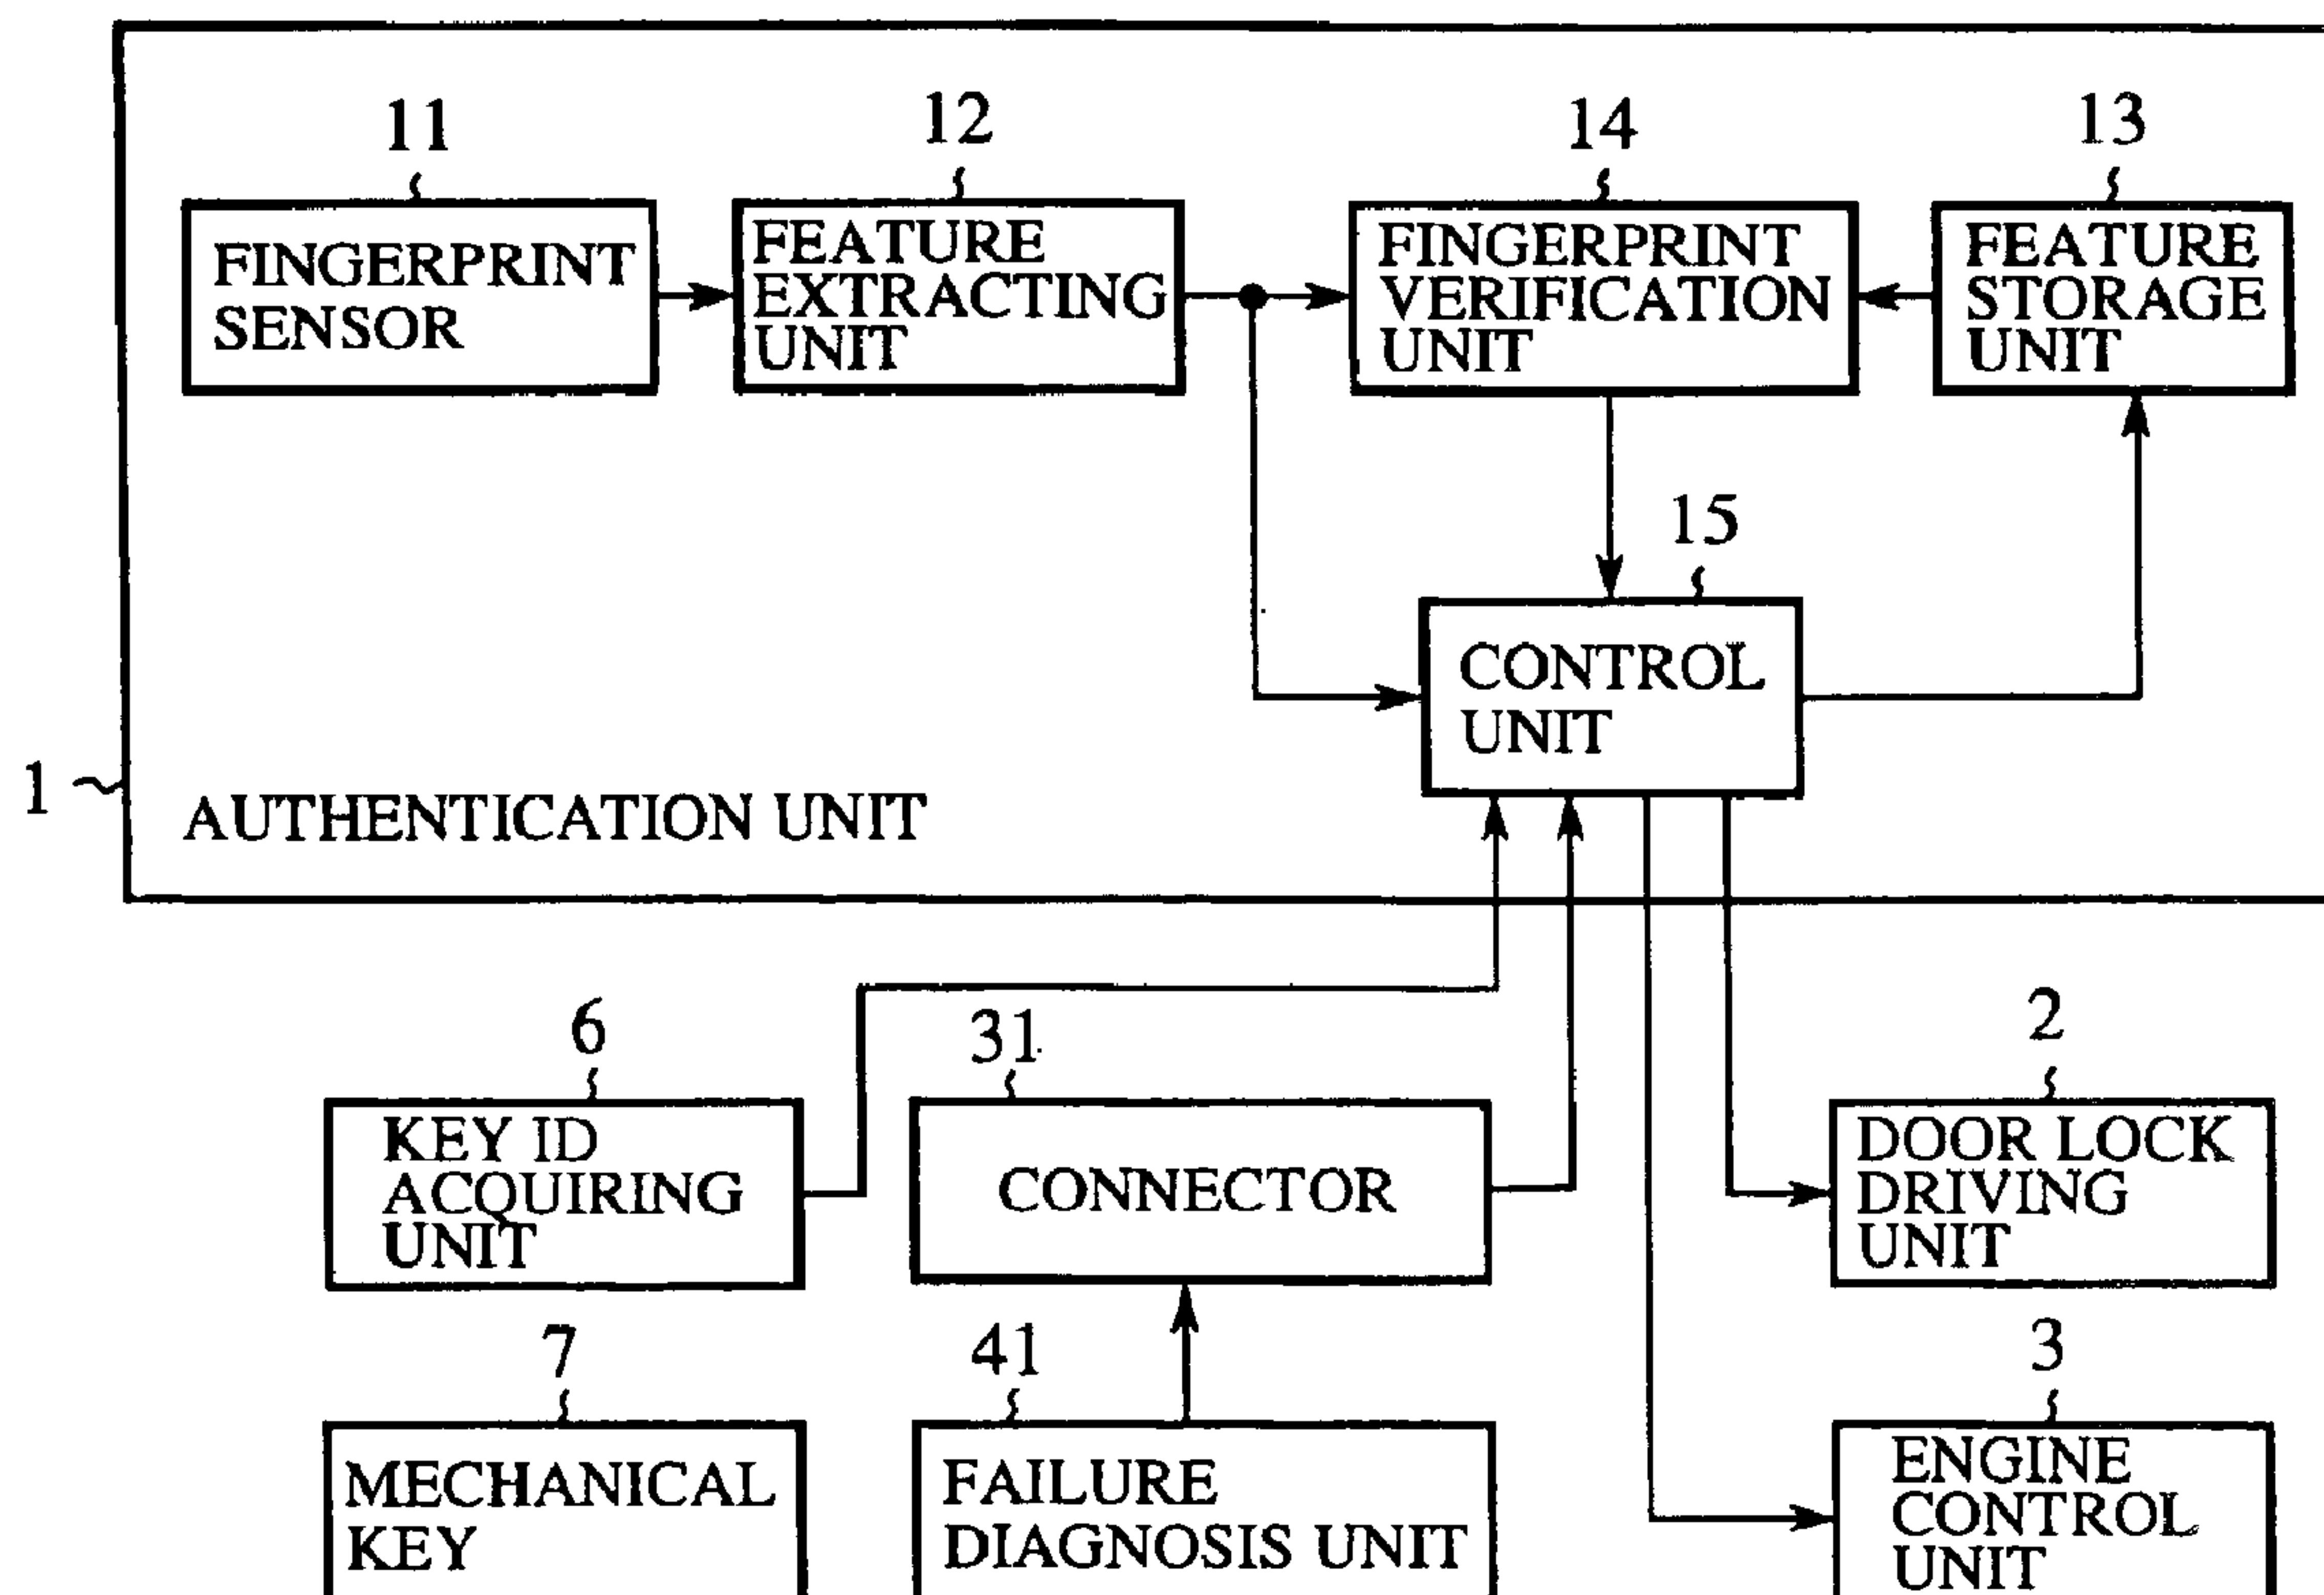 11
12
14
13
FINGERPRINT
SENSOR
FEATURE
EXTRACTING
UNIT
FINGERPRINT
VERIFICATION
UNIT
FEATURE
STORAGE
UNIT
15
CONTROL
UNIT
1
AUTHENTICATION UNIT
6
31
2
KEY ID
ACQUIRING
UNIT
CONNECTOR
DOOR LOCK
DRIVING
UNIT
7
41
3
MECHANICAL
KEY
FAILURE
DIAGNOSIS UNIT
ENGINE
CONTROL
UNIT